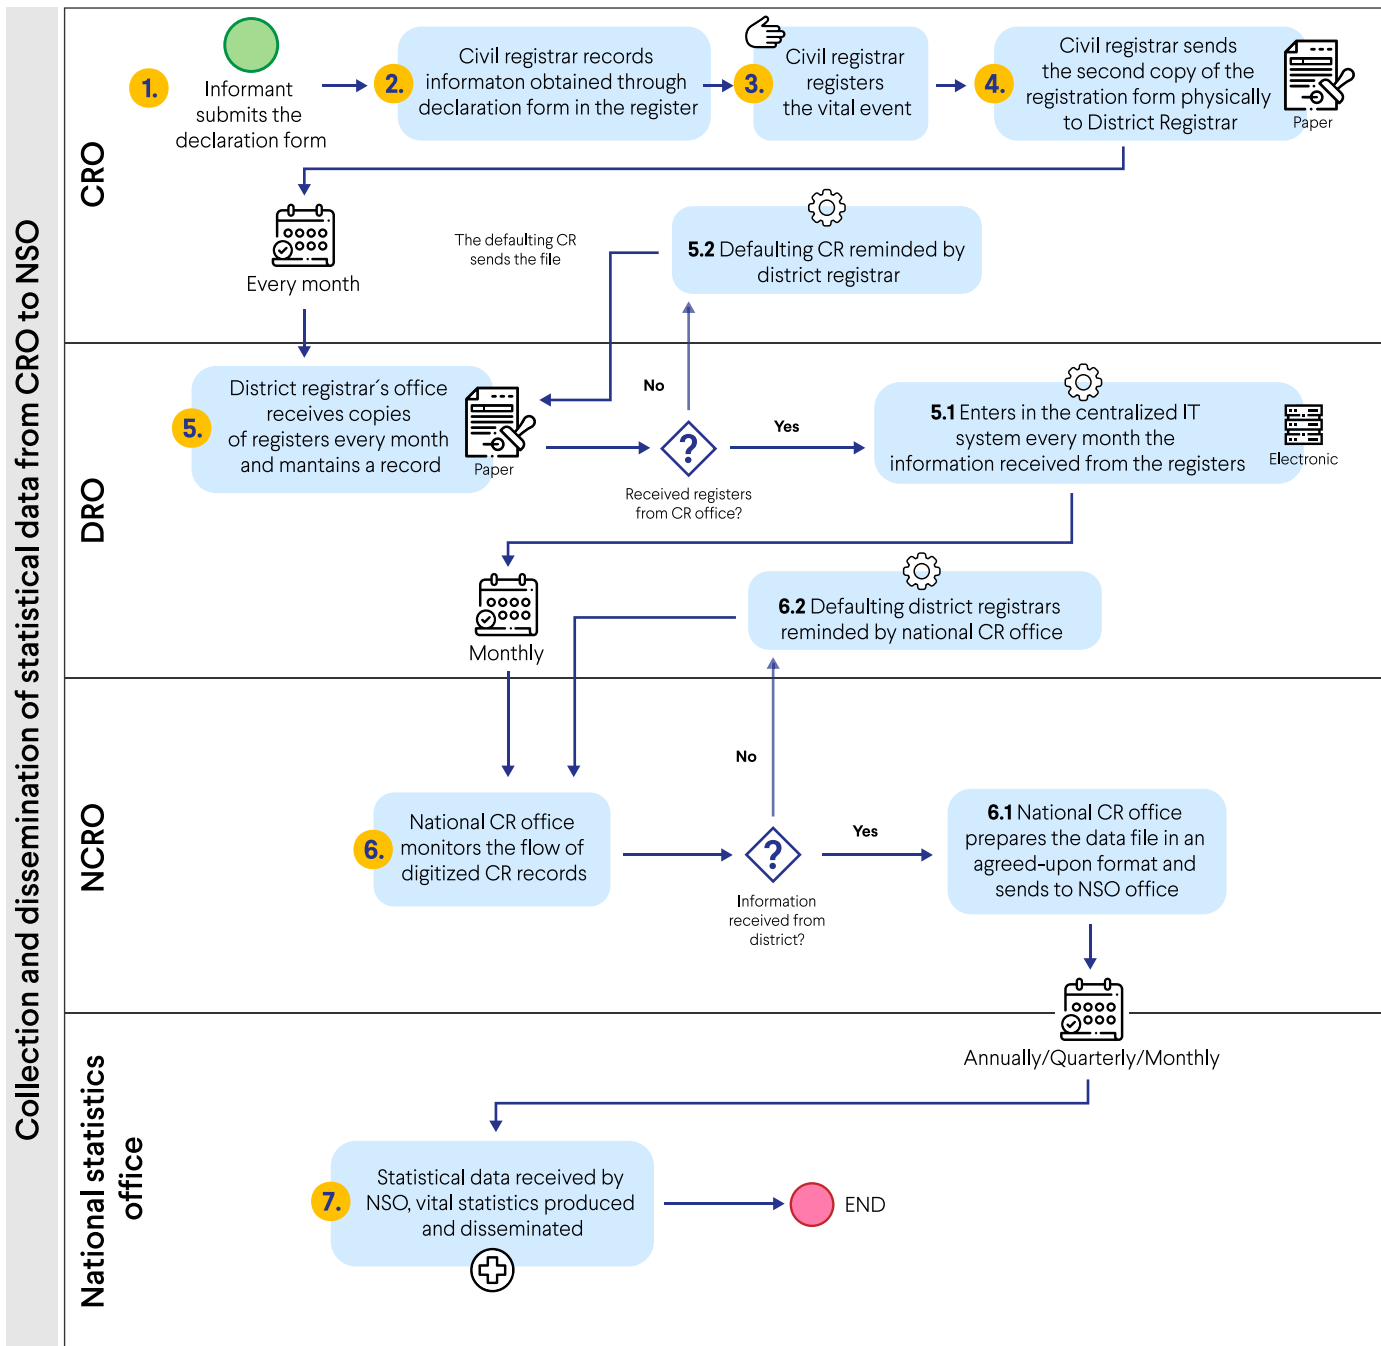 Collection and dissemination of statistical data from CRO to NSO
CRO
1.
Informant
submits the
declaration form
2.
Civil registrar records
informaton obtained through
declaration form in the register
3.
Civil registrar
registers
the vital event
4.
Civil registrar sends
the second copy of the
registration form physically
to District Registrar
Paper
Every month
The defaulting CR
sends the file
5.2 Defaulting CR reminded by
district registrar
DRO
5.
District registrar´s office
receives copies
of registers every month
and mantains a record
Paper
No
?
Received registers
from CR office?
Yes
5.1 Enters in the centralized IT
system every month the
information received from the registers
Electronic
Monthly
6.2 Defaulting district registrars
reminded by national CR office
NCRO
6.
National CR office
monitors the flow of
digitized CR records
No
?
Information
received from
district?
Yes
6.1 National CR office
prepares the data file in an
agreed-upon format and
sends to NSO office
Annually/Quarterly/Monthly
National statistics
office
7.
Statistical data received by
NSO, vital statistics produced
and disseminated
END